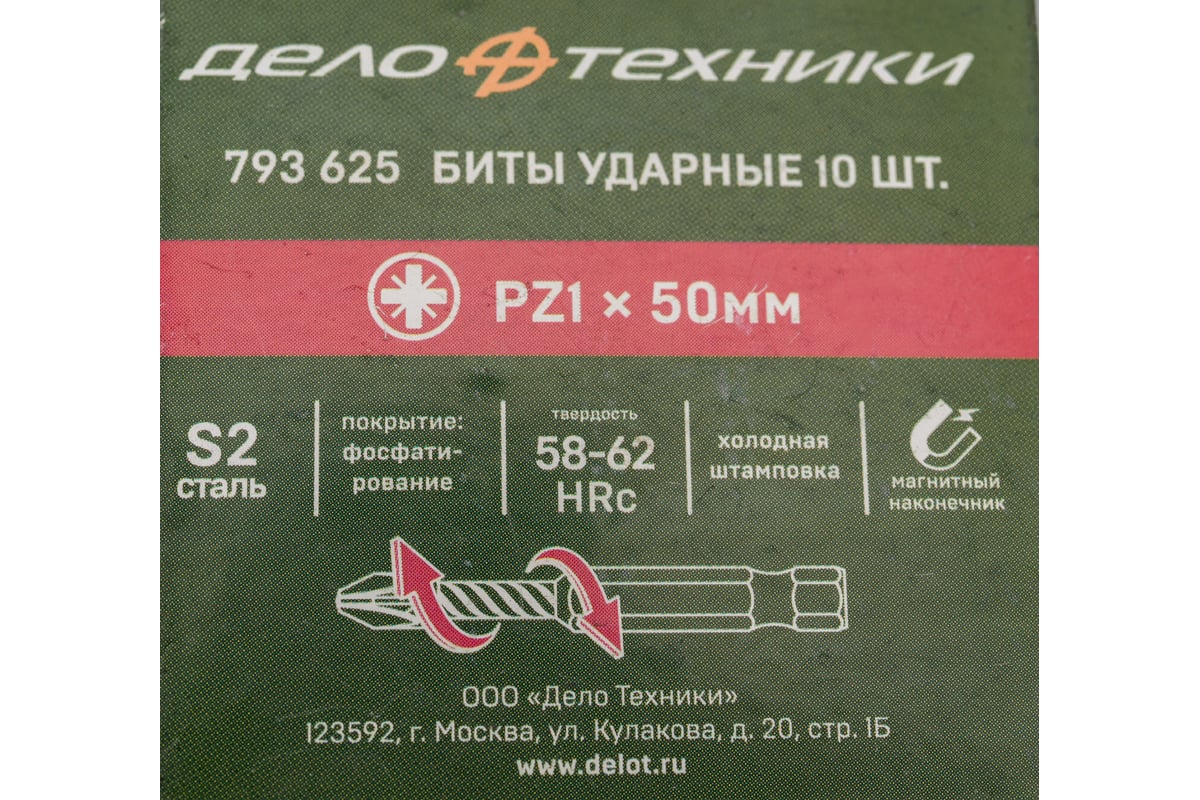 дело техники
793 625 БИТЫ УДАРНЫЕ 10 ШТ.
PZ1 × 50мм
S2
сталь
покрытие:
фосфати-
рование
твердость
58-62
HRc
холодная
штамповка
магнитный
наконечник
ООО «Дело Техники»
123592, г. Москва, ул. Кулакова, д. 20, стр. 1Б
www.delot.ru